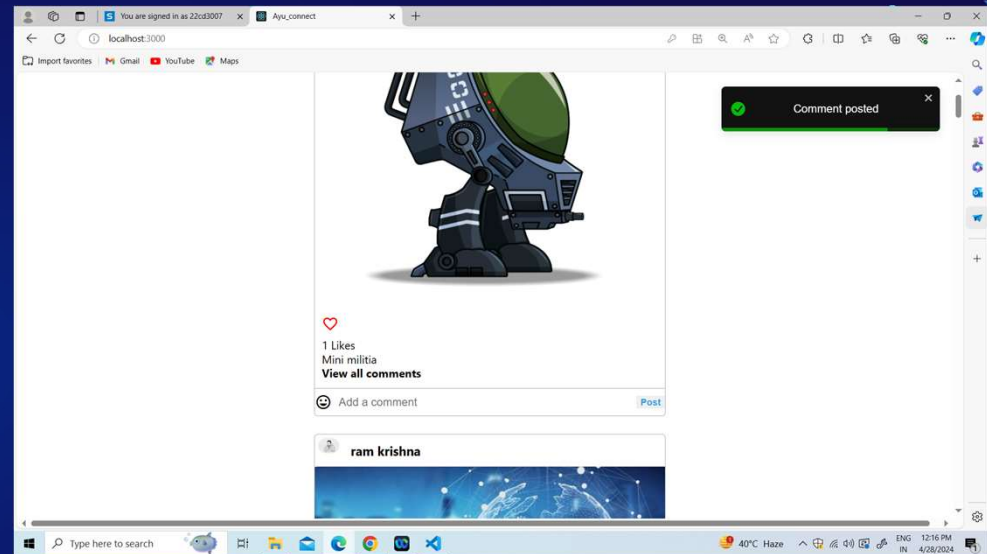 You are signed in as 22cd3007
Ayu_connect
localhost:3000
Import favorites
Gmail
YouTube
Maps
Comment posted
1 Likes
Mini militia
View all comments
Add a comment
Post
ram krishna
Type here to search
40°C Haze
ENG
IN
12:16 PM
4/28/2024